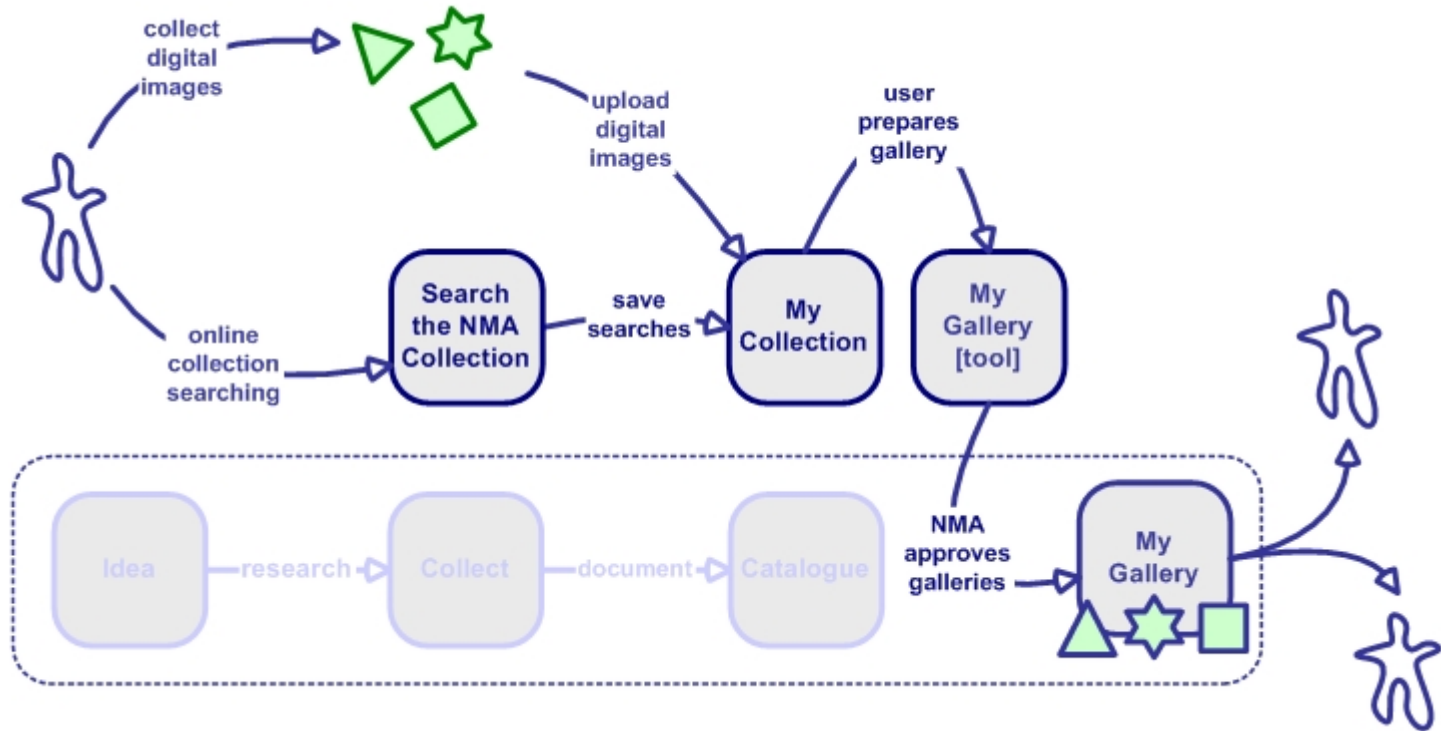 collect
digital
images
upload
digital
images
user
prepares
gallery
online
collection
searching
Search
the NMA
Collection
save
searches
My
Collection
My
Gallery
[tool]
Idea
research
Collect
document
Catalogue
NMA
approves
galleries
My
Gallery